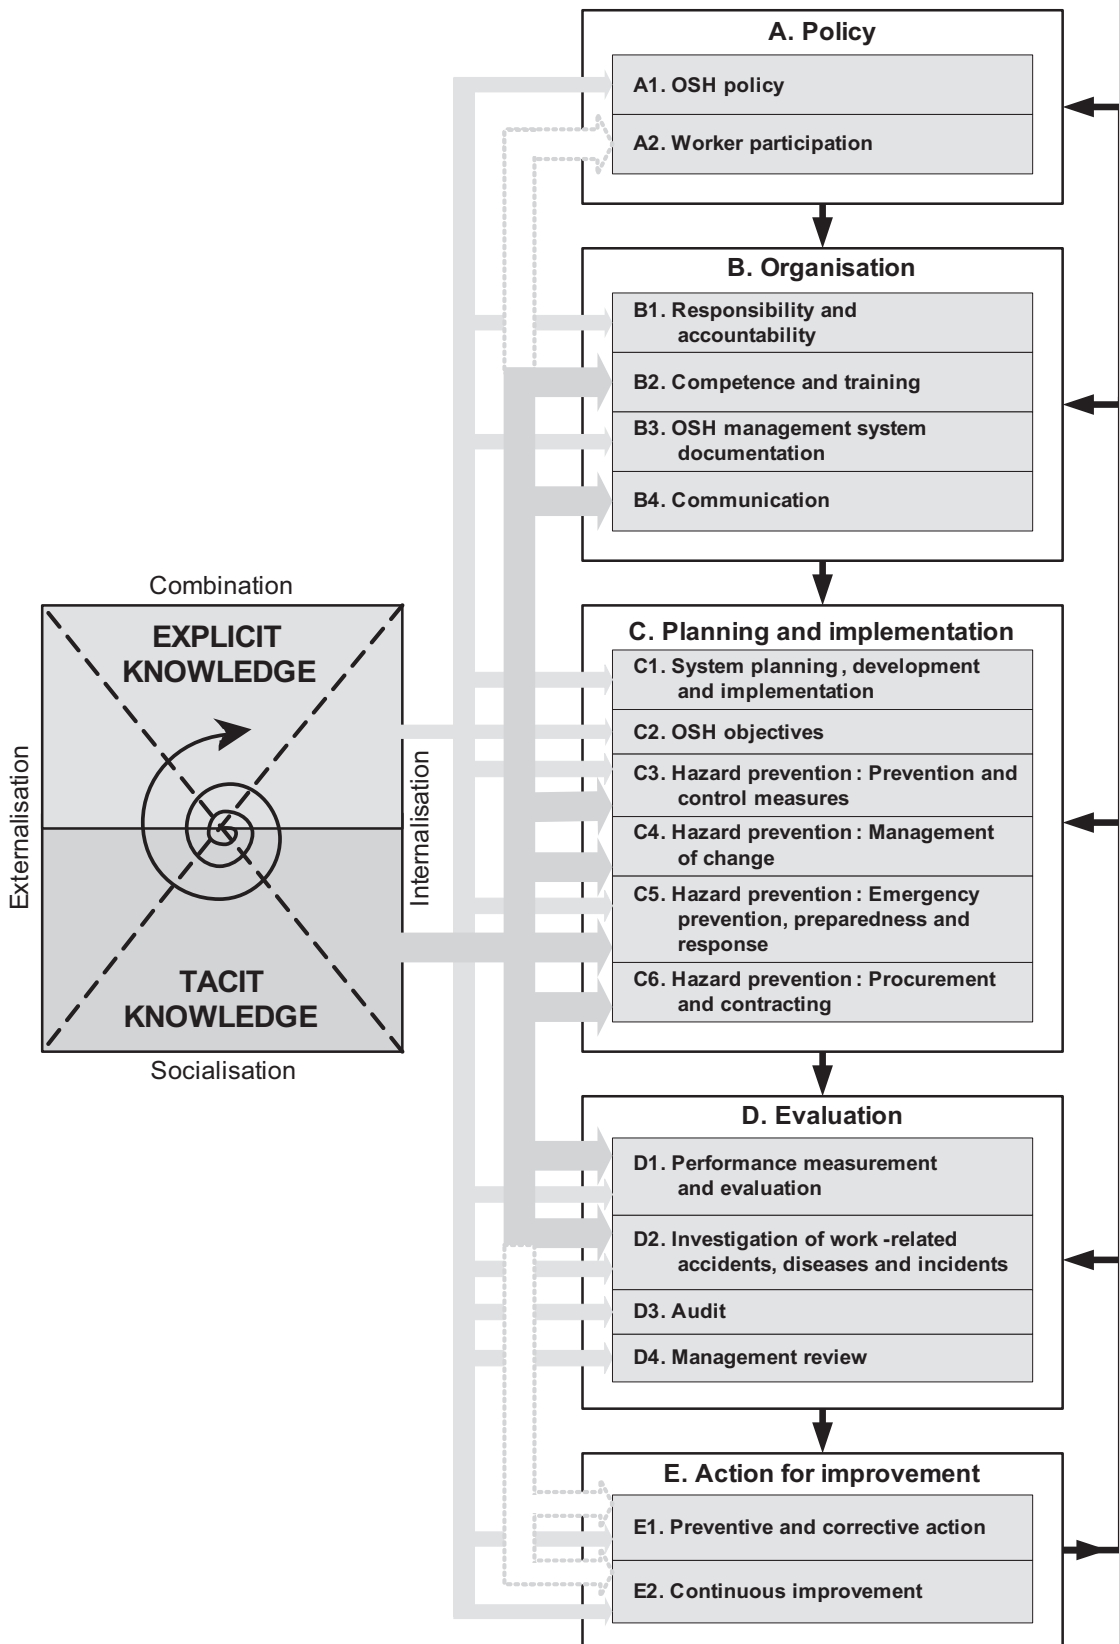 A. Policy
A1. OSH policy
A2. Worker participation
B. Organisation
B1. Responsibility and
accountability
B2. Competence and training
B3. OSH management system
documentation
B4. Communication
Combination
EXPLICIT
KNOWLEDGE
Externalisation
Internalisation
TACIT
KNOWLEDGE
Socialisation
C. Planning and implementation
C1. System planning, development
and implementation
C2. OSH objectives
C3. Hazard prevention: Prevention and
control measures
C4. Hazard prevention: Management
of change
C5. Hazard prevention: Emergency
prevention, preparedness and
response
C6. Hazard prevention: Procurement
and contracting
D. Evaluation
D1. Performance measurement
and evaluation
D2. Investigation of work-related
accidents, diseases and incidents
D3. Audit
D4. Management review
E. Action for improvement
E1. Preventive and corrective action
E2. Continuous improvement